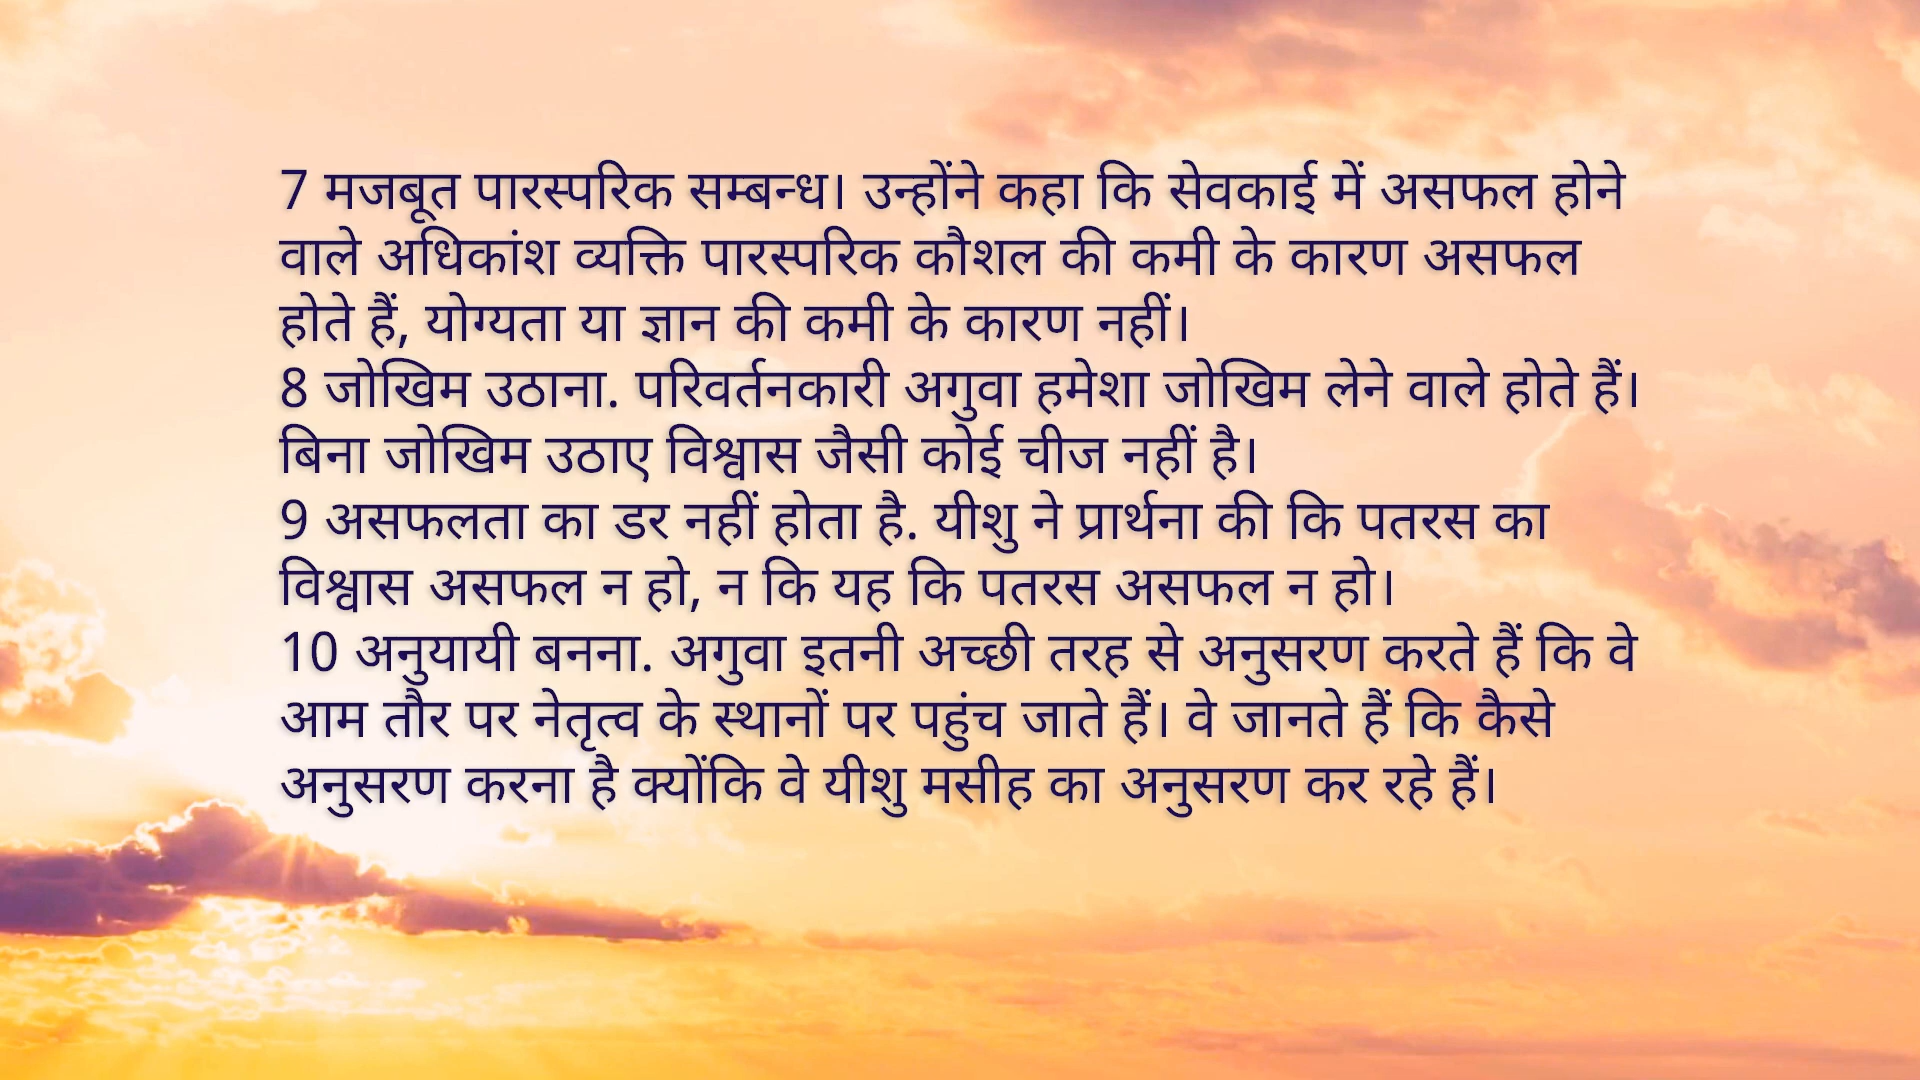 7 मजबूत पारस्परिक सम्बन्ध। उन्होंने कहा कि सेवकाई में असफल होने
वाले अधिकांश व्यक्ति पारस्परिक कौशल की कमी के कारण असफल
होते हैं, योग्यता या ज्ञान की कमी के कारण नहीं।
8 जोखिम उठाना. परिवर्तनकारी अगुवा हमेशा जोखिम लेने वाले होते हैं।
बिना जोखिम उठाए विश्वास जैसी कोई चीज नहीं है।
9 असफलता का डर नहीं होता है. यीशु ने प्रार्थना की कि पतरस का
विश्वास असफल न हो, न कि यह कि पतरस असफल न हो।
10 अनुयायी बनना. अगुवा इतनी अच्छी तरह से अनुसरण करते हैं कि वे
आम तौर पर नेतृत्व के स्थानों पर पहुंच जाते हैं। वे जानते हैं कि कैसे
अनुसरण करना है क्योंकि वे यीशु मसीह का अनुसरण कर रहे हैं।